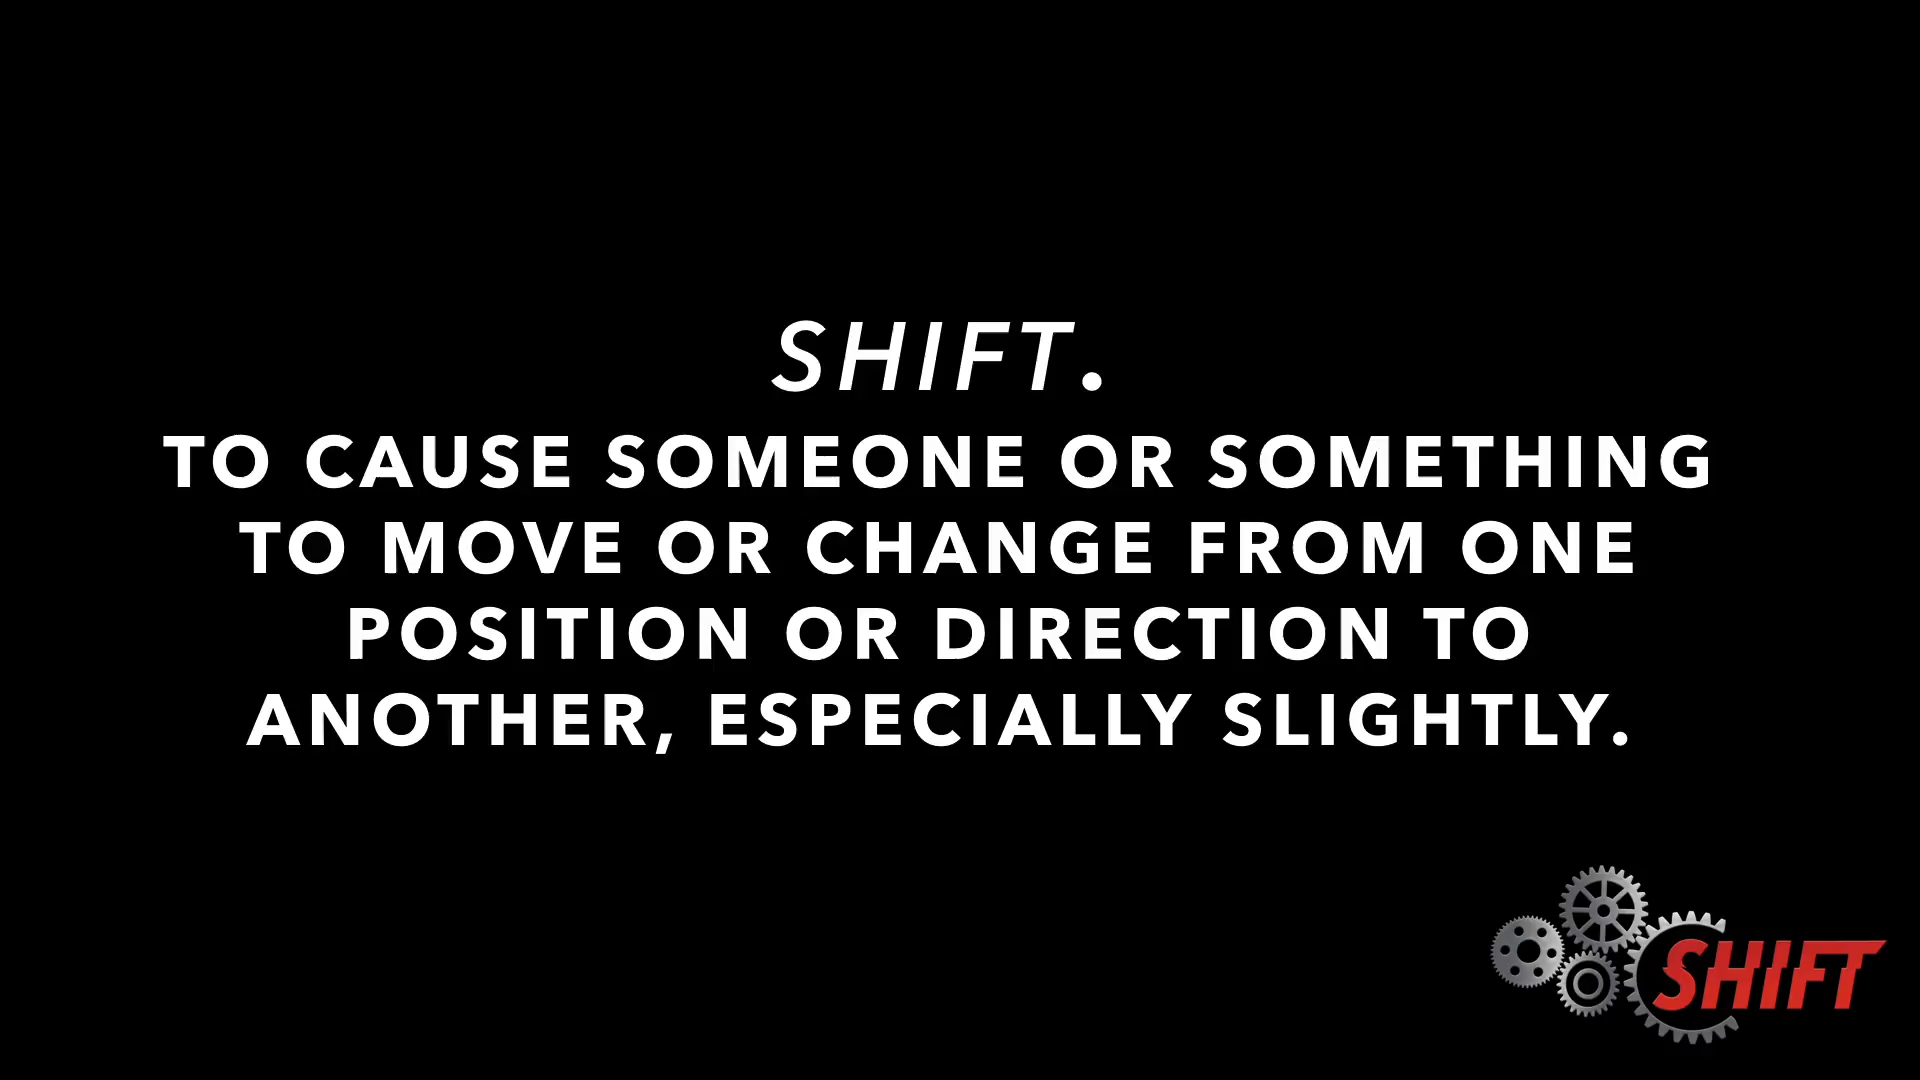 SHIFT.
TO CAUSE SOMEONE OR SOMETHING
TO MOVE OR CHANGE FROM ONE
POSITION OR DIRECTION TO
ANOTHER, ESPECIALLY SLIGHTLY.
SHIFT